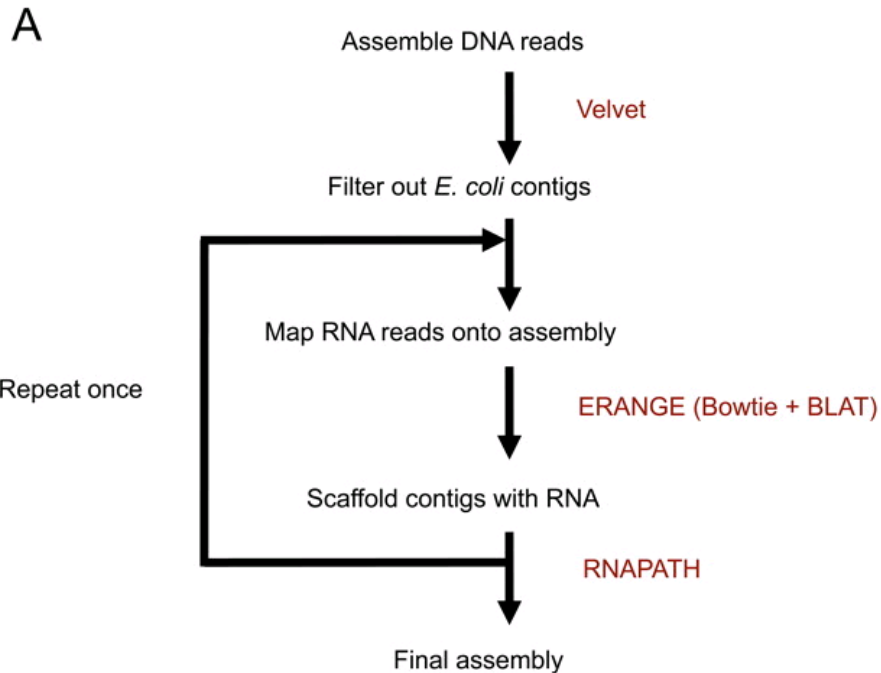 A
Assemble DNA reads
Velvet
Filter out E. coli contigs
Map RNA reads onto assembly
Repeat once
ERANGE (Bowtie + BLAT)
Scaffold contigs with RNA
RNAPATH
Final assembly